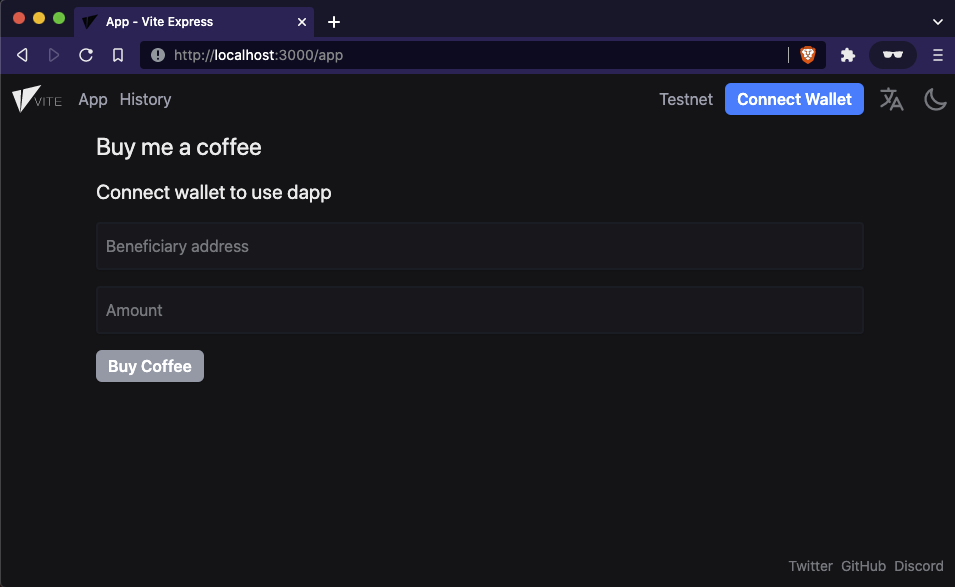 App - Vite Express
http://localhost:3000/app
VITE App History Testnet Connect Wallet
Buy me a coffee
Connect wallet to use dapp
Beneficiary address
Amount
Buy Coffee
Twitter GitHub Discord